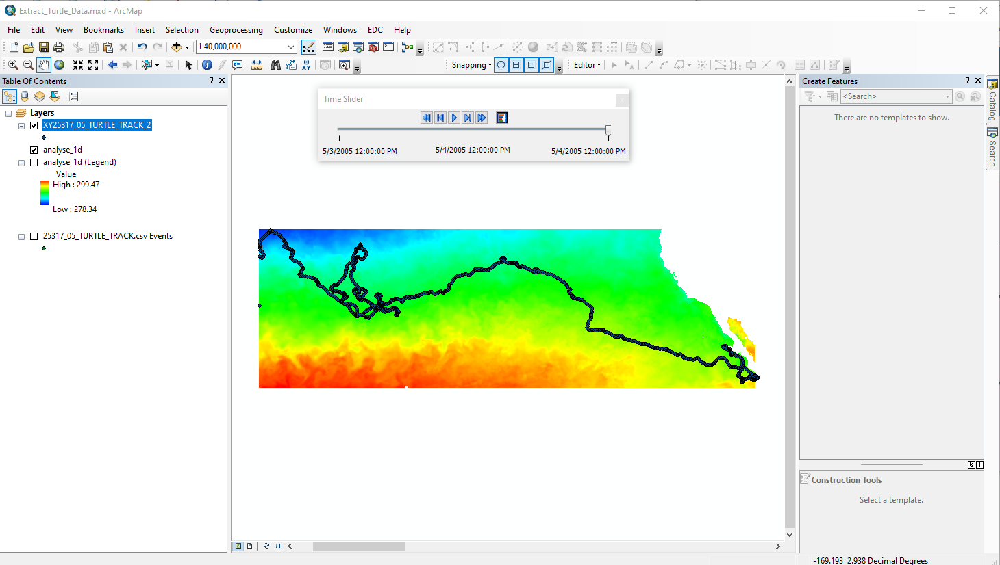 Extract_Turtle_Data.mxd - ArcMap
File Edit View Bookmarks Insert Selection Geoprocessing Customize Windows EDC Help
1:40,000,000
Snapping Editor
Table Of Contents
Layers
XY25317_05_TURTLE_TRACK_2
analyse_1d
analyse_1d (Legend)
Value
High : 299.47
Low : 278.34
25317_05_TURTLE_TRACK.csv Events
Time Slider
5/3/2005 12:00:00 PM 5/4/2005 12:00:00 PM 5/4/2005 12:00:00 PM
Create Features
<Search>
There are no templates to show.
Construction Tools
Select a template.
Catalog
Search
-169.193 2.938 Decimal Degrees